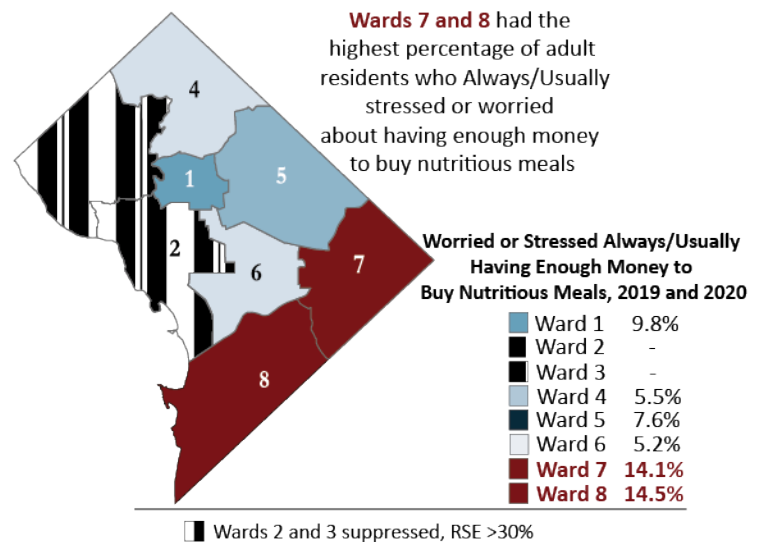 Wards 7 and 8 had the
highest percentage of adult
residents who Always/Usually
stressed or worried
about having enough money
to buy nutritious meals
4
1
5
2
6
7
8
Worried or Stressed Always/Usually
Having Enough Money to
Buy Nutritious Meals, 2019 and 2020
Ward 1 9.8%
Ward 2 -
Ward 3 -
Ward 4 5.5%
Ward 5 7.6%
Ward 6 5.2%
Ward 7 14.1%
Ward 8 14.5%
Wards 2 and 3 suppressed, RSE >30%